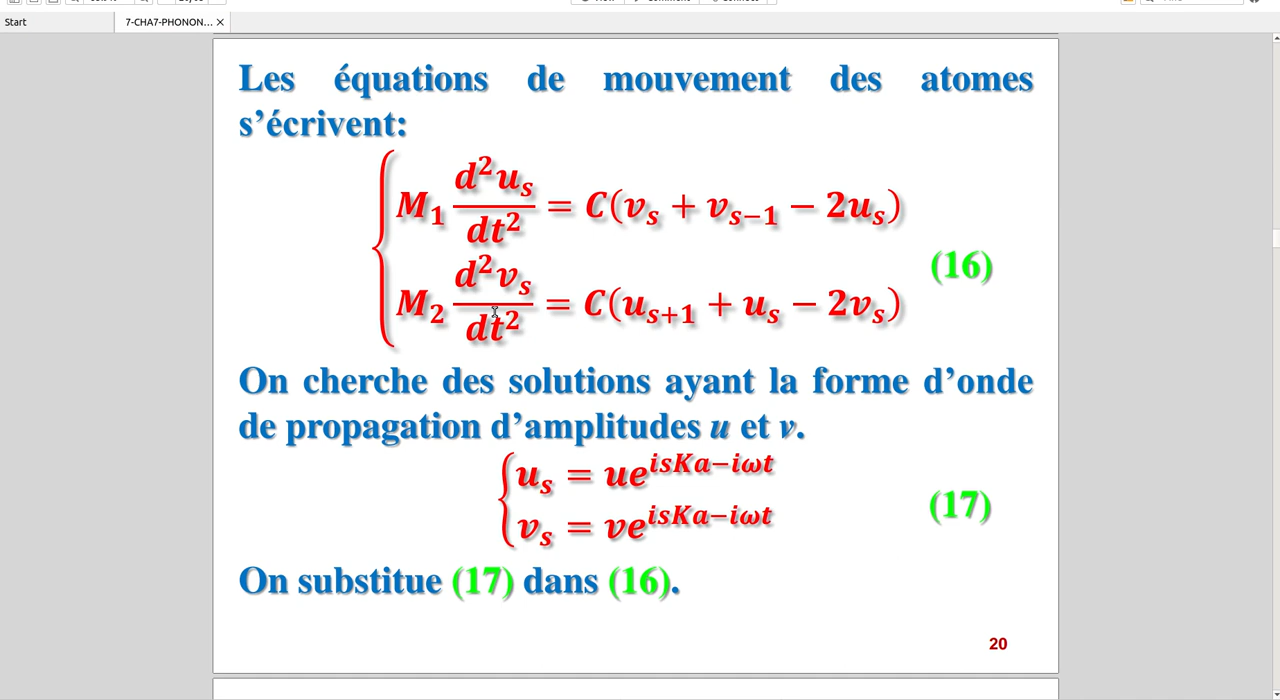 Start
7-CHA7-PHONON...
Les équations de mouvement des atomes
s'écrivent:
M₁ d²uₛ/dt² = C(vₛ + vₛ₋₁ − 2uₛ)
(16)
M₂ d²vₛ/dt² = C(uₛ₊₁ + uₛ − 2vₛ)
On cherche des solutions ayant la forme d'onde
de propagation d'amplitudes u et v.
uₛ = ue^{isKa−iωt}
(17)
vₛ = ve^{isKa−iωt}
On substitue (17) dans (16).
20